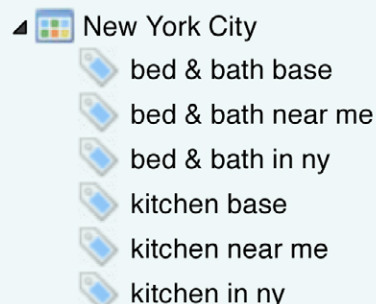 New York City
bed & bath base
bed & bath near me
bed & bath in ny
kitchen base
kitchen near me
kitchen in ny